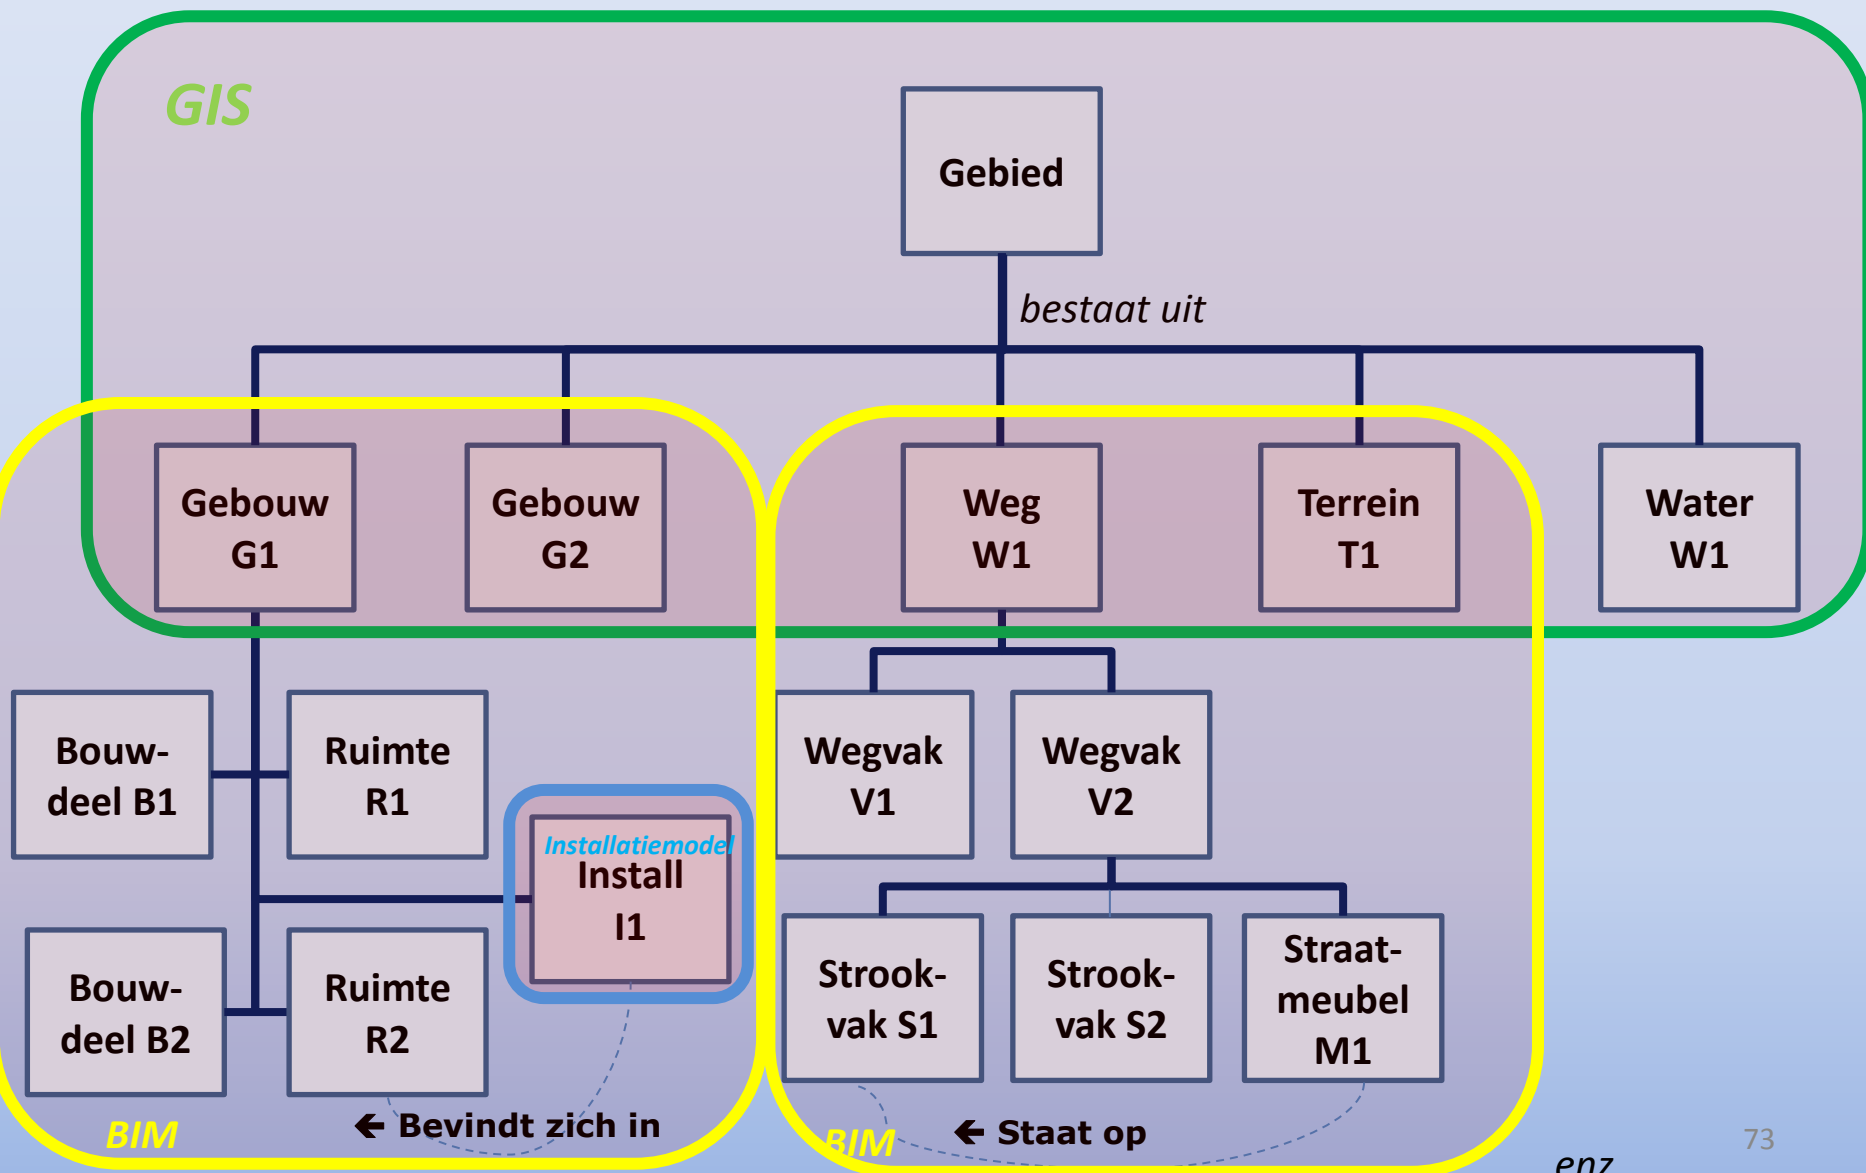 GIS
Gebied
bestaat uit
Gebouw
G1
Gebouw
G2
Weg
W1
Terrein
T1
Water
W1
Bouw-
deel B1
Ruimte
R1
Wegvak
V1
Wegvak
V2
Installatiemodel
Install
I1
Bouw-
deel B2
Ruimte
R2
Strook-
vak S1
Strook-
vak S2
Straat-
meubel
M1
BIM
← Bevindt zich in
BIM
← Staat op
73
enz